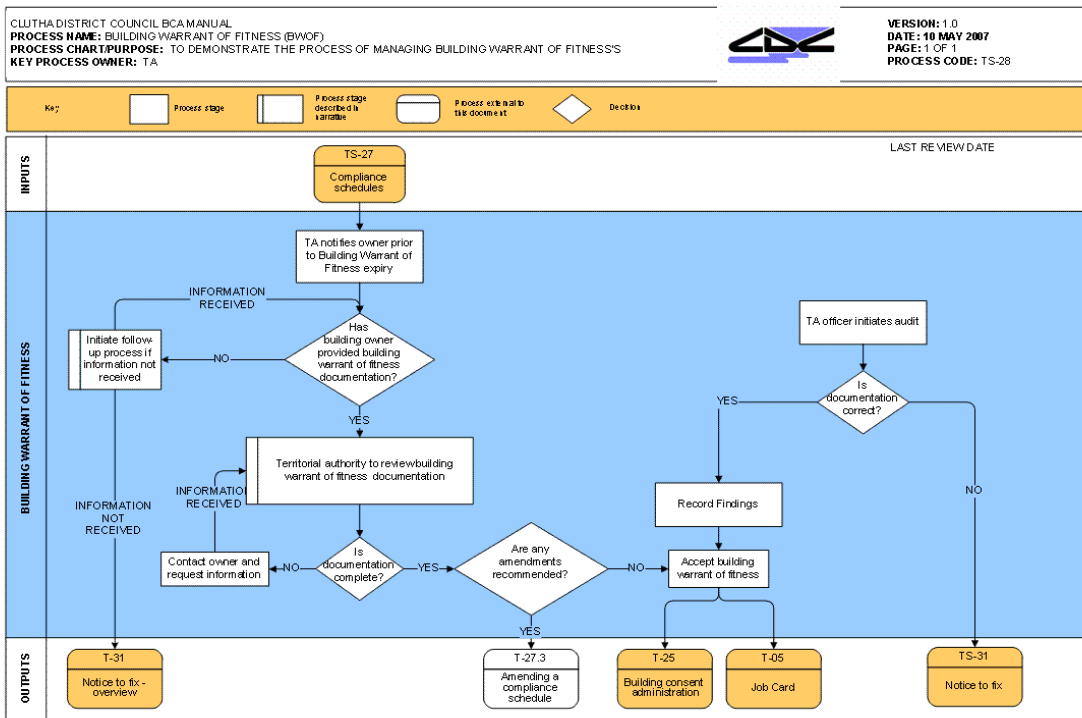 CLUTHA DISTRICT COUNCIL BCA MANUAL
PROCESS NAME: BUILDING WARRANT OF FITNESS (BWOF)
PROCESS CHART/PURPOSE: TO DEMONSTRATE THE PROCESS OF MANAGING BUILDING WARRANT OF FITNESS'S
KEY PROCESS OWNER: TA
CDC
VERSION: 1.0
DATE: 10 MAY 2007
PAGE: 1 OF 1
PROCESS CODE: TS-28
Key
Process stage
Process stage
described in
narrative
Process external to
this document
Decision
INPUTS
LAST REVIEW DATE
TS-27
Compliance
schedules
BUILDING WARRANT OF FITNESS
TA notifies owner prior
to Building Warrant of
Fitness expiry
INFORMATION
RECEIVED
Initiate follow-
up process if
information not
received
NO
Has
building owner
provided building
warrant of fitness
documentation?
YES
TA officer initiates audit
Is
documentation
correct?
YES
NO
Territorial authority to review building
warrant of fitness documentation
INFORMATION
RECEIVED
INFORMATION
NOT
RECEIVED
Record Findings
Contact owner and
request information
NO
Is
documentation
complete?
YES
Are any
amendments
recommended?
NO
Accept building
warrant of fitness
YES
OUTPUTS
T-31
Notice to fix -
overview
T-27.3
Amending a
compliance
schedule
T-25
Building consent
administration
T-05
Job Card
TS-31
Notice to fix